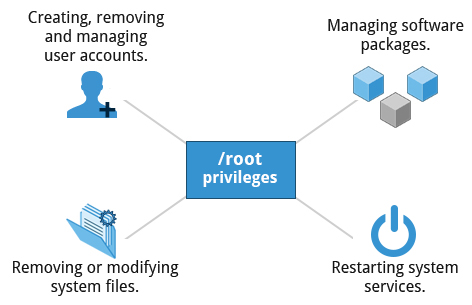 Creating, removing
and managing
user accounts.
Managing software
packages.
/root
privileges
Removing or modifying
system files.
Restarting system
services.